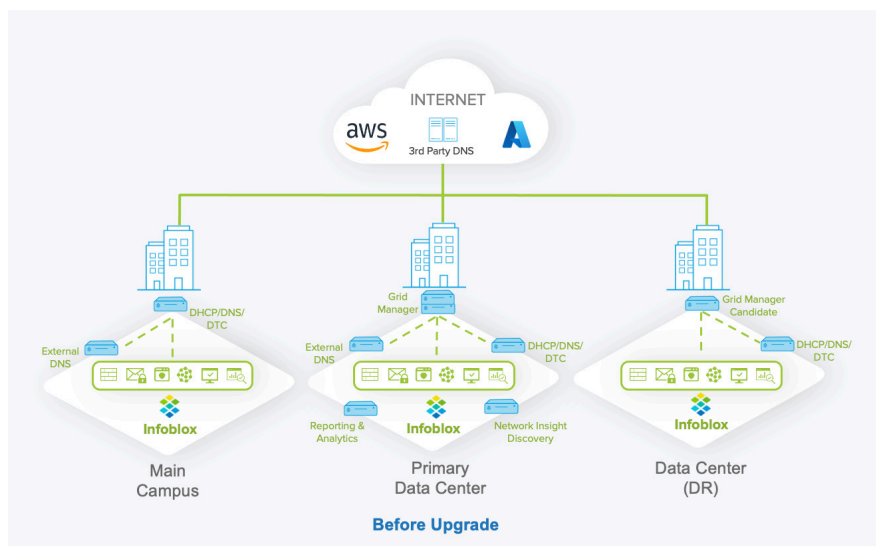 INTERNET
aws
3rd Party DNS
Grid
Manager
Grid Manager
Candidate
DHCP/DNS/
DTC
External
DNS
External
DNS
DHCP/DNS/
DTC
DHCP/DNS/
DTC
Infoblox
Reporting &
Analytics
Infoblox
Network Insight
Discovery
Infoblox
Main
Campus
Primary
Data Center
Data Center
(DR)
Before Upgrade